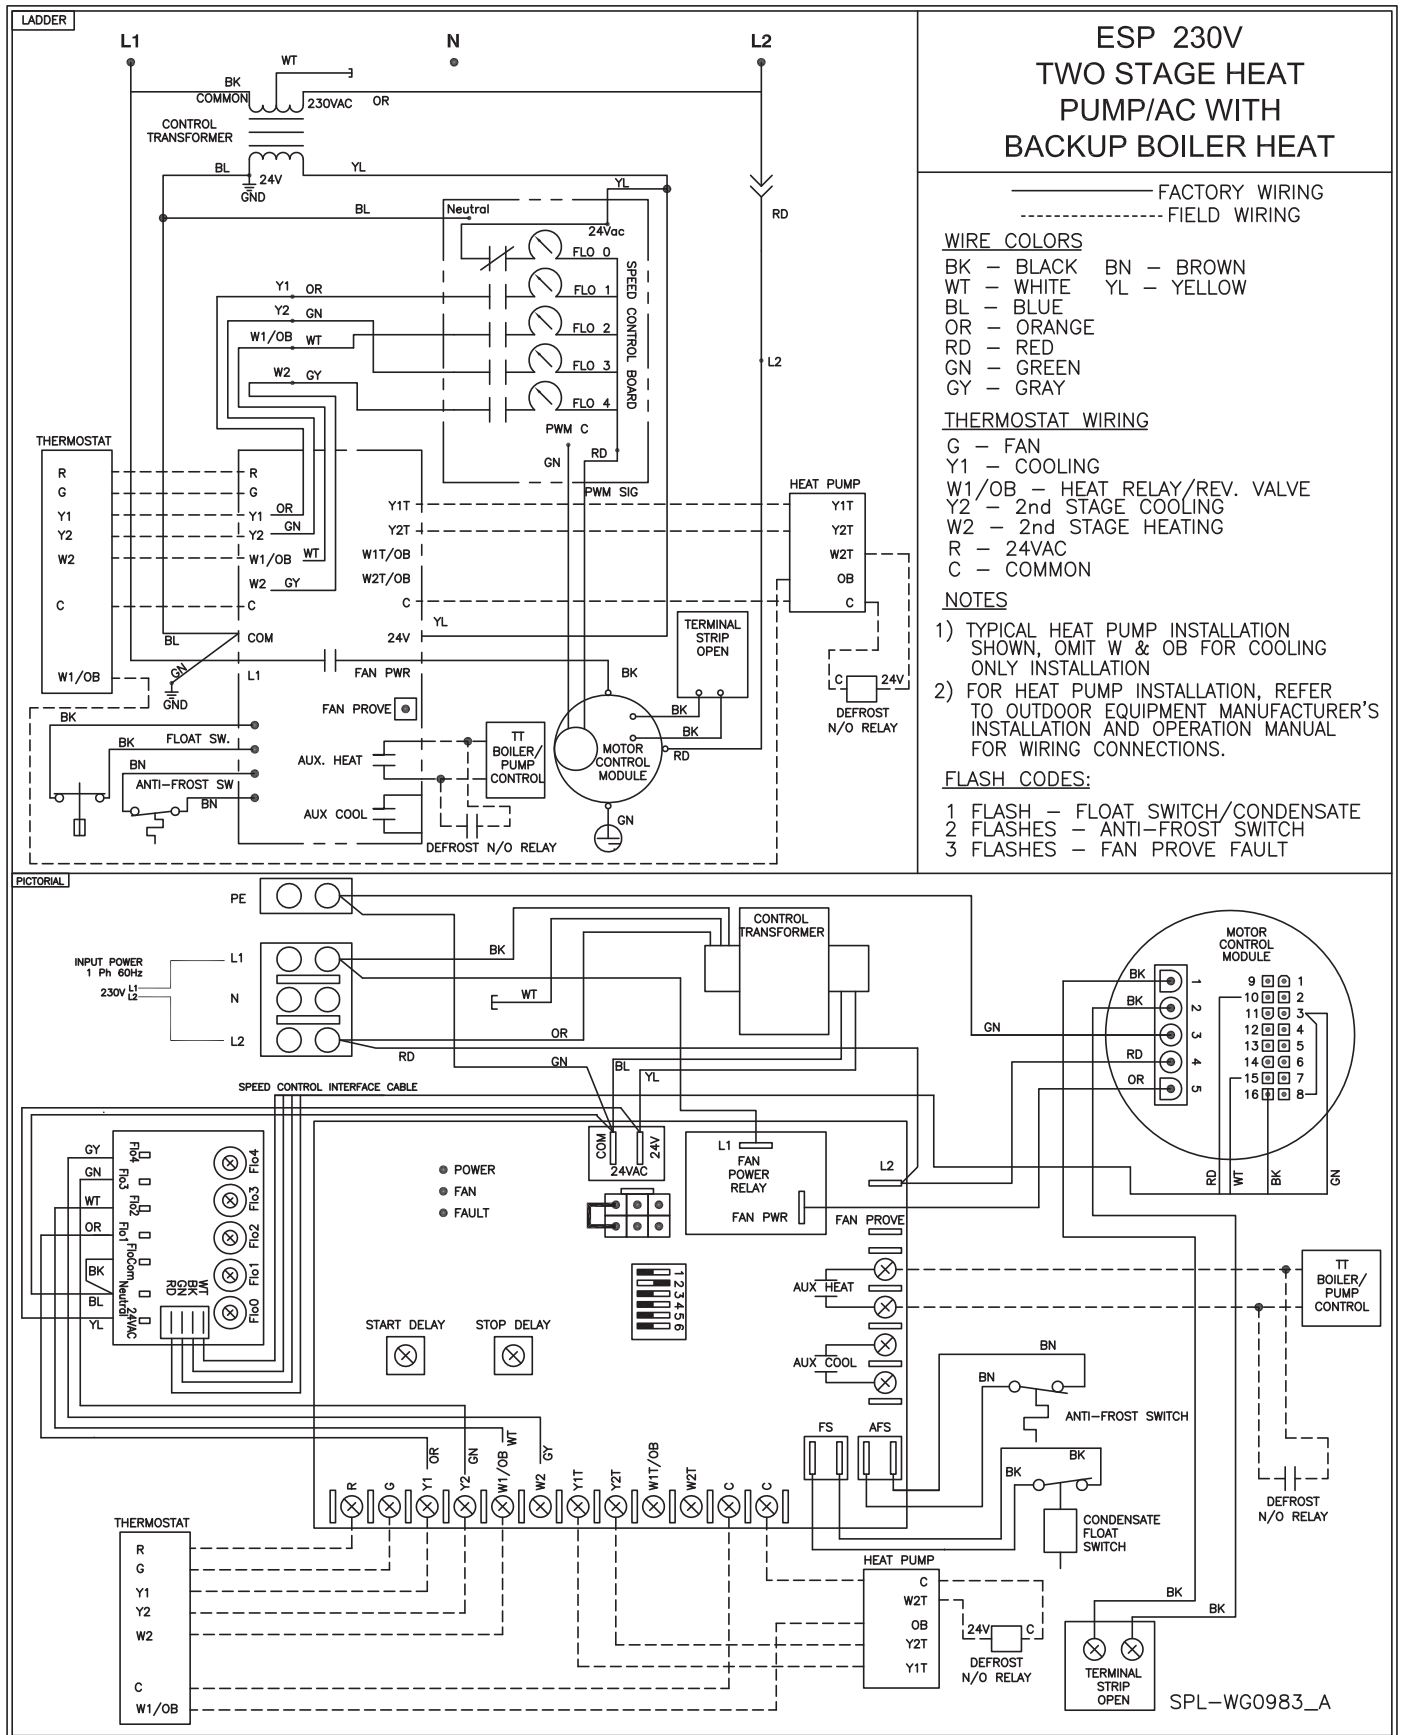 LADDER
L1
N
L2
WT
BK
COMMON
230VAC
OR
CONTROL
TRANSFORMER
BL
24V
YL
GND
BL
Neutral
YL
24Vac
RD
FLO 0
FLO 1
FLO 2
FLO 3
FLO 4
SPEED CONTROL BOARD
Y1 OR
Y2 GN
W1/OB WT
W2 GY
L2
PWM C
GN
RD
PWM SIG
THERMOSTAT
R
G
Y1
Y2
W2
C
W1/OB
R
G
Y1 OR
Y2 GN
W1/OB WT
W2 GY
C
COM
L1
BL
GN
GND
Y1T
Y2T
W1T/OB
W2T/OB
C
24V
YL
FAN PWR
FAN PROVE
AUX. HEAT
AUX COOL
HEAT PUMP
Y1T
Y2T
W2T
OB
C
C
24V
DEFROST
N/O RELAY
TERMINAL
STRIP
OPEN
BK
BK
BK
RD
MOTOR
CONTROL
MODULE
GN
TT
BOILER/
PUMP
CONTROL
DEFROST N/O RELAY
BK
FLOAT SW.
BK
BN
ANTI-FROST SW
BN
ESP 230V
TWO STAGE HEAT
PUMP/AC WITH
BACKUP BOILER HEAT
FACTORY WIRING
FIELD WIRING
WIRE COLORS
BK – BLACK BN – BROWN
WT – WHITE YL – YELLOW
BL – BLUE
OR – ORANGE
RD – RED
GN – GREEN
GY – GRAY
THERMOSTAT WIRING
G – FAN
Y1 – COOLING
W1/OB – HEAT RELAY/REV. VALVE
Y2 – 2nd STAGE COOLING
W2 – 2nd STAGE HEATING
R – 24VAC
C – COMMON
NOTES
1) TYPICAL HEAT PUMP INSTALLATION
SHOWN, OMIT W & OB FOR COOLING
ONLY INSTALLATION
2) FOR HEAT PUMP INSTALLATION, REFER
TO OUTDOOR EQUIPMENT MANUFACTURER'S
INSTALLATION AND OPERATION MANUAL
FOR WIRING CONNECTIONS.
FLASH CODES:
1 FLASH – FLOAT SWITCH/CONDENSATE
2 FLASHES – ANTI-FROST SWITCH
3 FLASHES – FAN PROVE FAULT
PICTORIAL
PE
INPUT POWER
1 Ph 60Hz
230V L1
L2
L1
N
L2
BK
WT
OR
RD
GN
BL
YL
CONTROL
TRANSFORMER
GN
MOTOR
CONTROL
MODULE
BK
BK
RD
OR
1
2
3
4
5
9 1
10 2
11 3
12 4
13 5
14 6
15 7
16 8
RD
WT
BK
GN
SPEED CONTROL INTERFACE CABLE
GY
GN
WT
OR
BK
BL
YL
Flo4
Flo3
Flo2
Flo1
FloCom
Neutral
24VAC
WT
BK
GN
RD
Flo4
Flo3
Flo2
Flo1
Flo0
POWER
FAN
FAULT
COM
24V
24VAC
L1
FAN
POWER
RELAY
FAN PWR
L2
FAN PROVE
AUX HEAT
AUX COOL
1
2
3
4
5
6
START DELAY
STOP DELAY
FS
AFS
BN
BN
ANTI-FROST SWITCH
BK
BK
CONDENSATE
FLOAT
SWITCH
TT
BOILER/
PUMP
CONTROL
DEFROST
N/O RELAY
OR
GN
WT
GY
R
G
Y1
Y2
W1/OB
W2
Y1T
Y2T
W1T/OB
W2T
C
C
THERMOSTAT
R
G
Y1
Y2
W2
C
W1/OB
HEAT PUMP
C
W2T
OB
Y2T
Y1T
24V
C
DEFROST
N/O RELAY
BK
BK
TERMINAL
STRIP
OPEN
SPL-WG0983_A